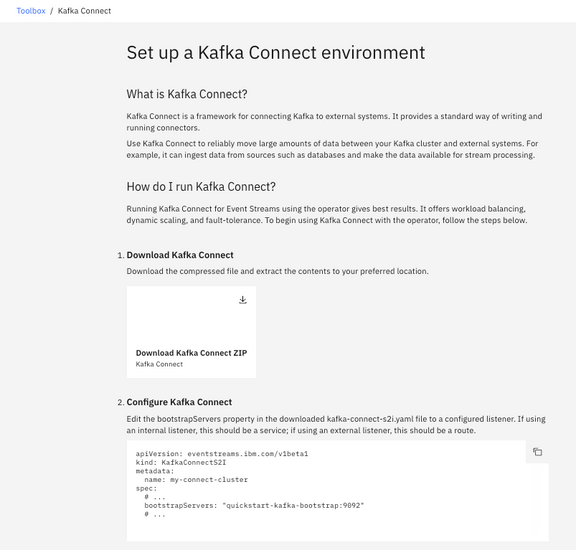 Toolbox / Kafka Connect
Set up a Kafka Connect environment
What is Kafka Connect?
Kafka Connect is a framework for connecting Kafka to external systems. It provides a standard way of writing and
running connectors.
Use Kafka Connect to reliably move large amounts of data between your Kafka cluster and external systems. For
example, it can ingest data from sources such as databases and make the data available for stream processing.
How do I run Kafka Connect?
Running Kafka Connect for Event Streams using the operator gives best results. It offers workload balancing,
dynamic scaling, and fault-tolerance. To begin using Kafka Connect with the operator, follow the steps below.
1. Download Kafka Connect
Download the compressed file and extract the contents to your preferred location.
Download Kafka Connect ZIP
Kafka Connect
2. Configure Kafka Connect
Edit the bootstrapServers property in the downloaded kafka-connect-s2i.yaml file to a configured listener. If using
an internal listener, this should be a service; if using an external listener, this should be a route.
apiVersion: eventstreams.ibm.com/v1beta1
kind: KafkaConnectS2I
metadata:
  name: my-connect-cluster
spec:
  # ...
  bootstrapServers: "quickstart-kafka-bootstrap:9092"
  # ...